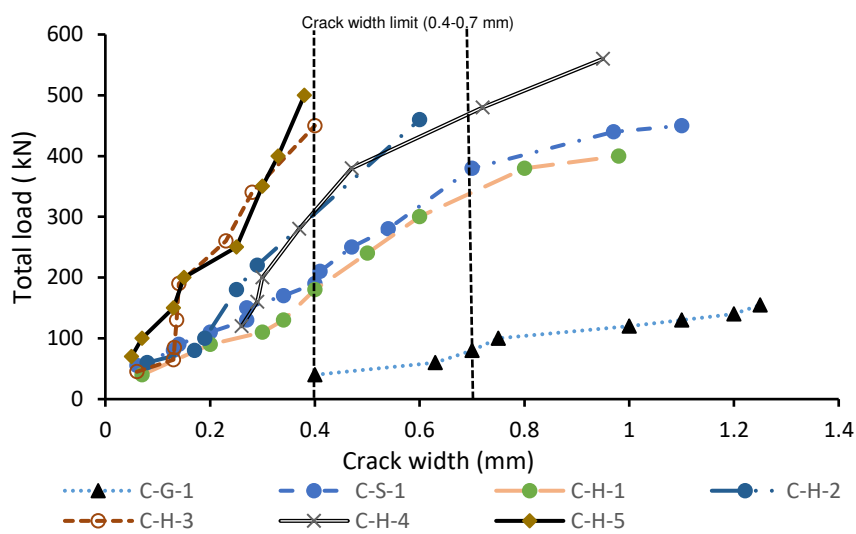 Crack width limit (0.4-0.7 mm)
600
500
400
300
200
100
0
Total load ( kN)
0 0.2 0.4 0.6 0.8 1 1.2 1.4
Crack width (mm)
C-G-1 C-S-1 C-H-1 C-H-2
C-H-3 C-H-4 C-H-5